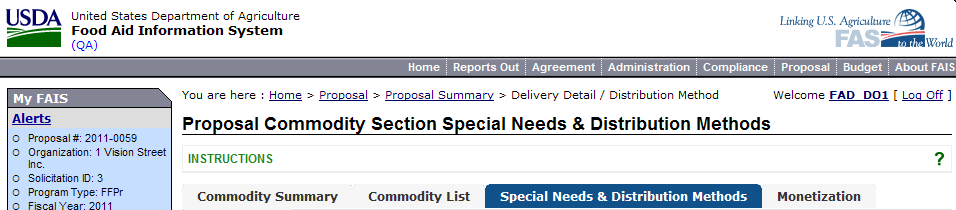 USDA United States Department of Agriculture
Food Aid Information System
(QA)
Linking U.S. Agriculture
FAS to the World
Home Reports Out Agreement Administration Compliance Proposal Budget About FAIS
My FAIS
You are here : Home > Proposal > Proposal Summary > Delivery Detail / Distribution Method Welcome FAD_DO1 [ Log Off ]
Alerts
Proposal #: 2011-0059
Organization: 1 Vision Street
Inc.
Solicitation ID: 3
Program Type: FFPr
Fiscal Year: 2011
Proposal Commodity Section Special Needs & Distribution Methods
INSTRUCTIONS ?
Commodity Summary Commodity List Special Needs & Distribution Methods Monetization